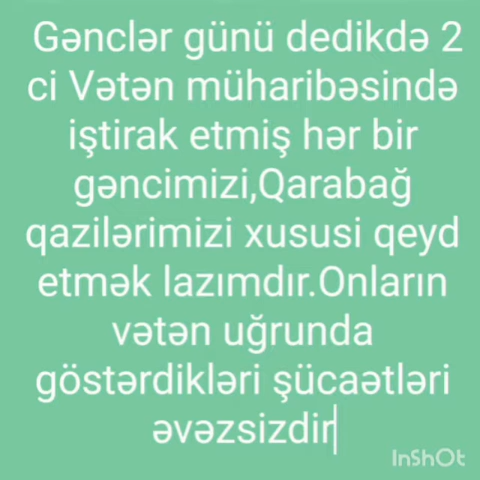 Gənclər günü dedikdə 2
ci Vətən müharibəsində
iştirak etmiş hər bir
gəncimizi,Qarabağ
qazilərimizi xususi qeyd
etmək lazımdır.Onların
vətən uğrunda
göstərdikləri şücaətləri
əvəzsizdir
InShOt